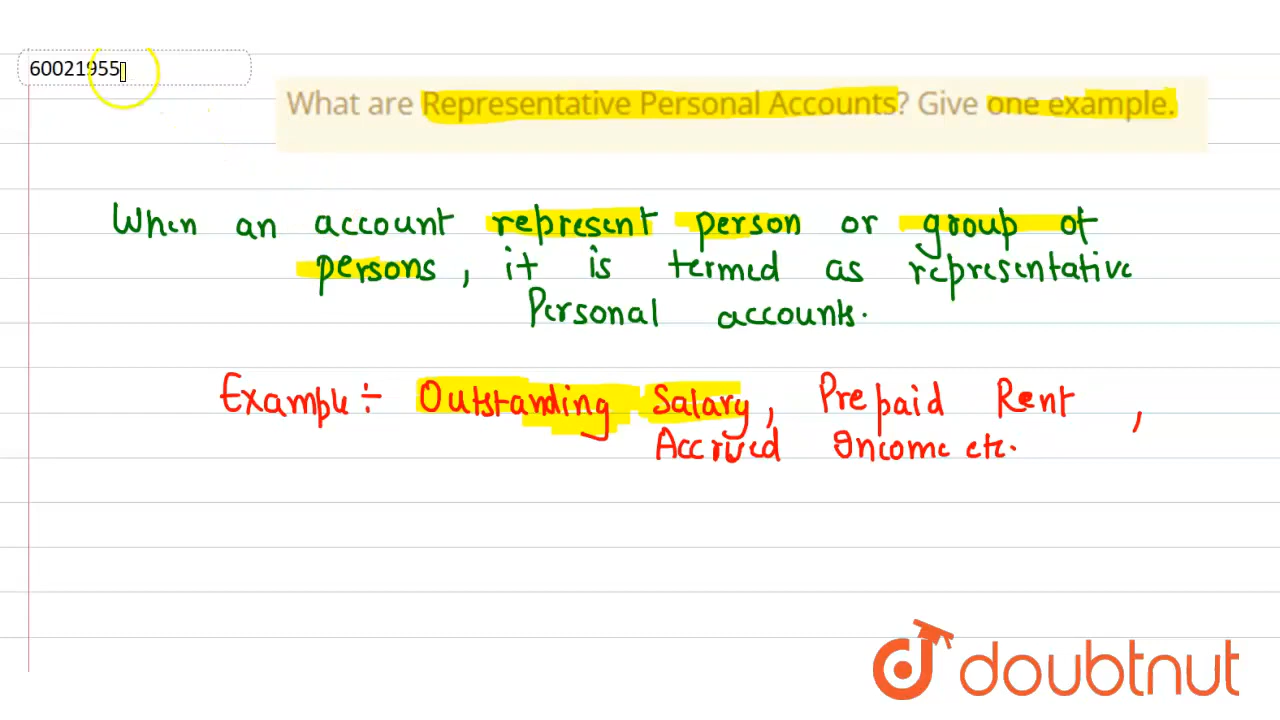 60021955
What are Representative Personal Accounts? Give one example.
When an account represent person or group of
persons, it is termed as representative
Personal accounts.
Example÷ Outstanding Salary, Prepaid Rent,
Accrued Income etc.
doubtnut